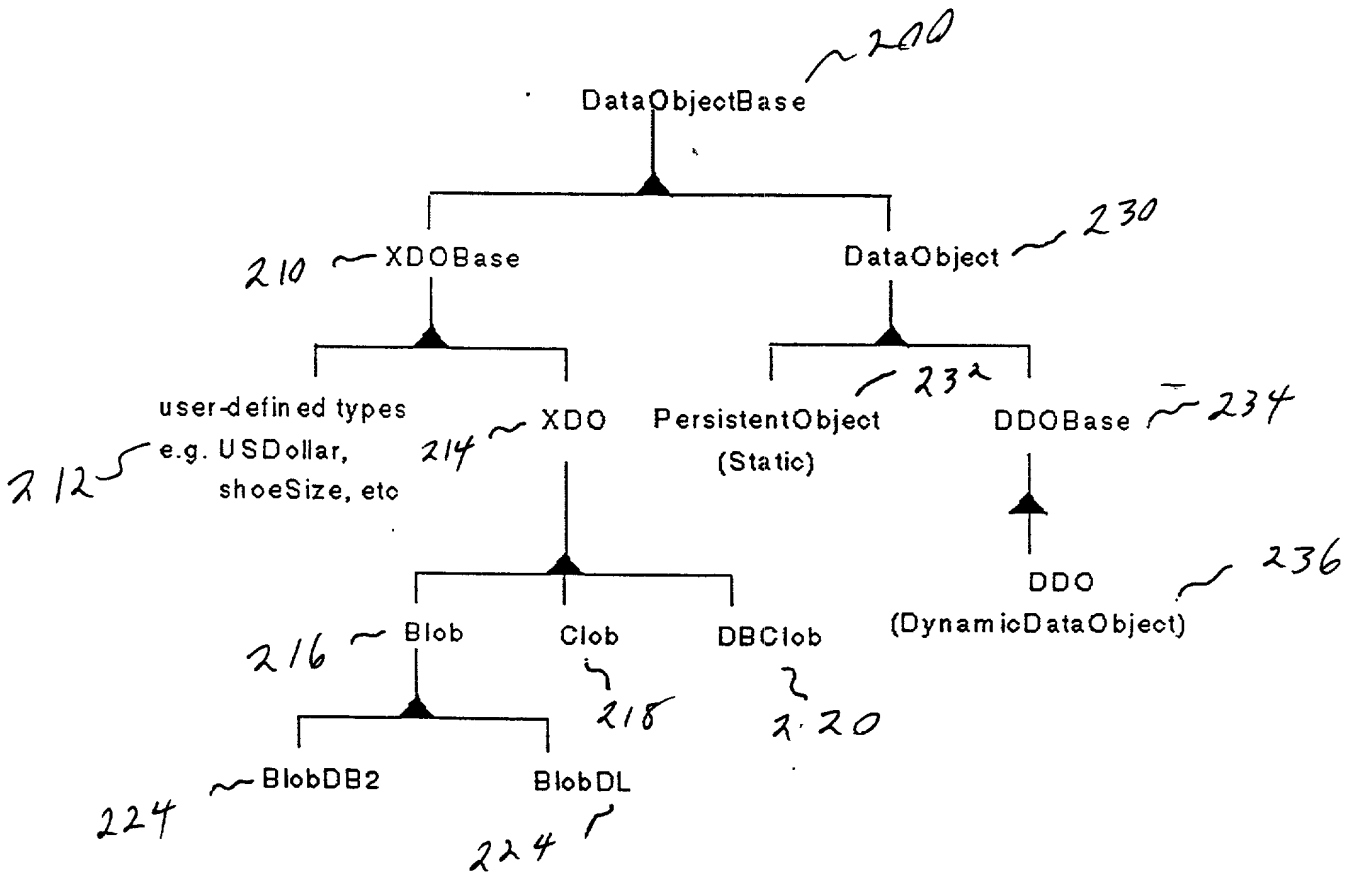 200
DataObjectBase
230
210 XDOBase DataObject
232
user-defined types XDO PersistentObject DDOBase 234
214
212 e.g. USDollar, (Static)
shoeSize, etc
236
DDO
216 Blob Clob DBClob (DynamicDataObject)
218 2.20
BlobDB2 BlobDL
224 224